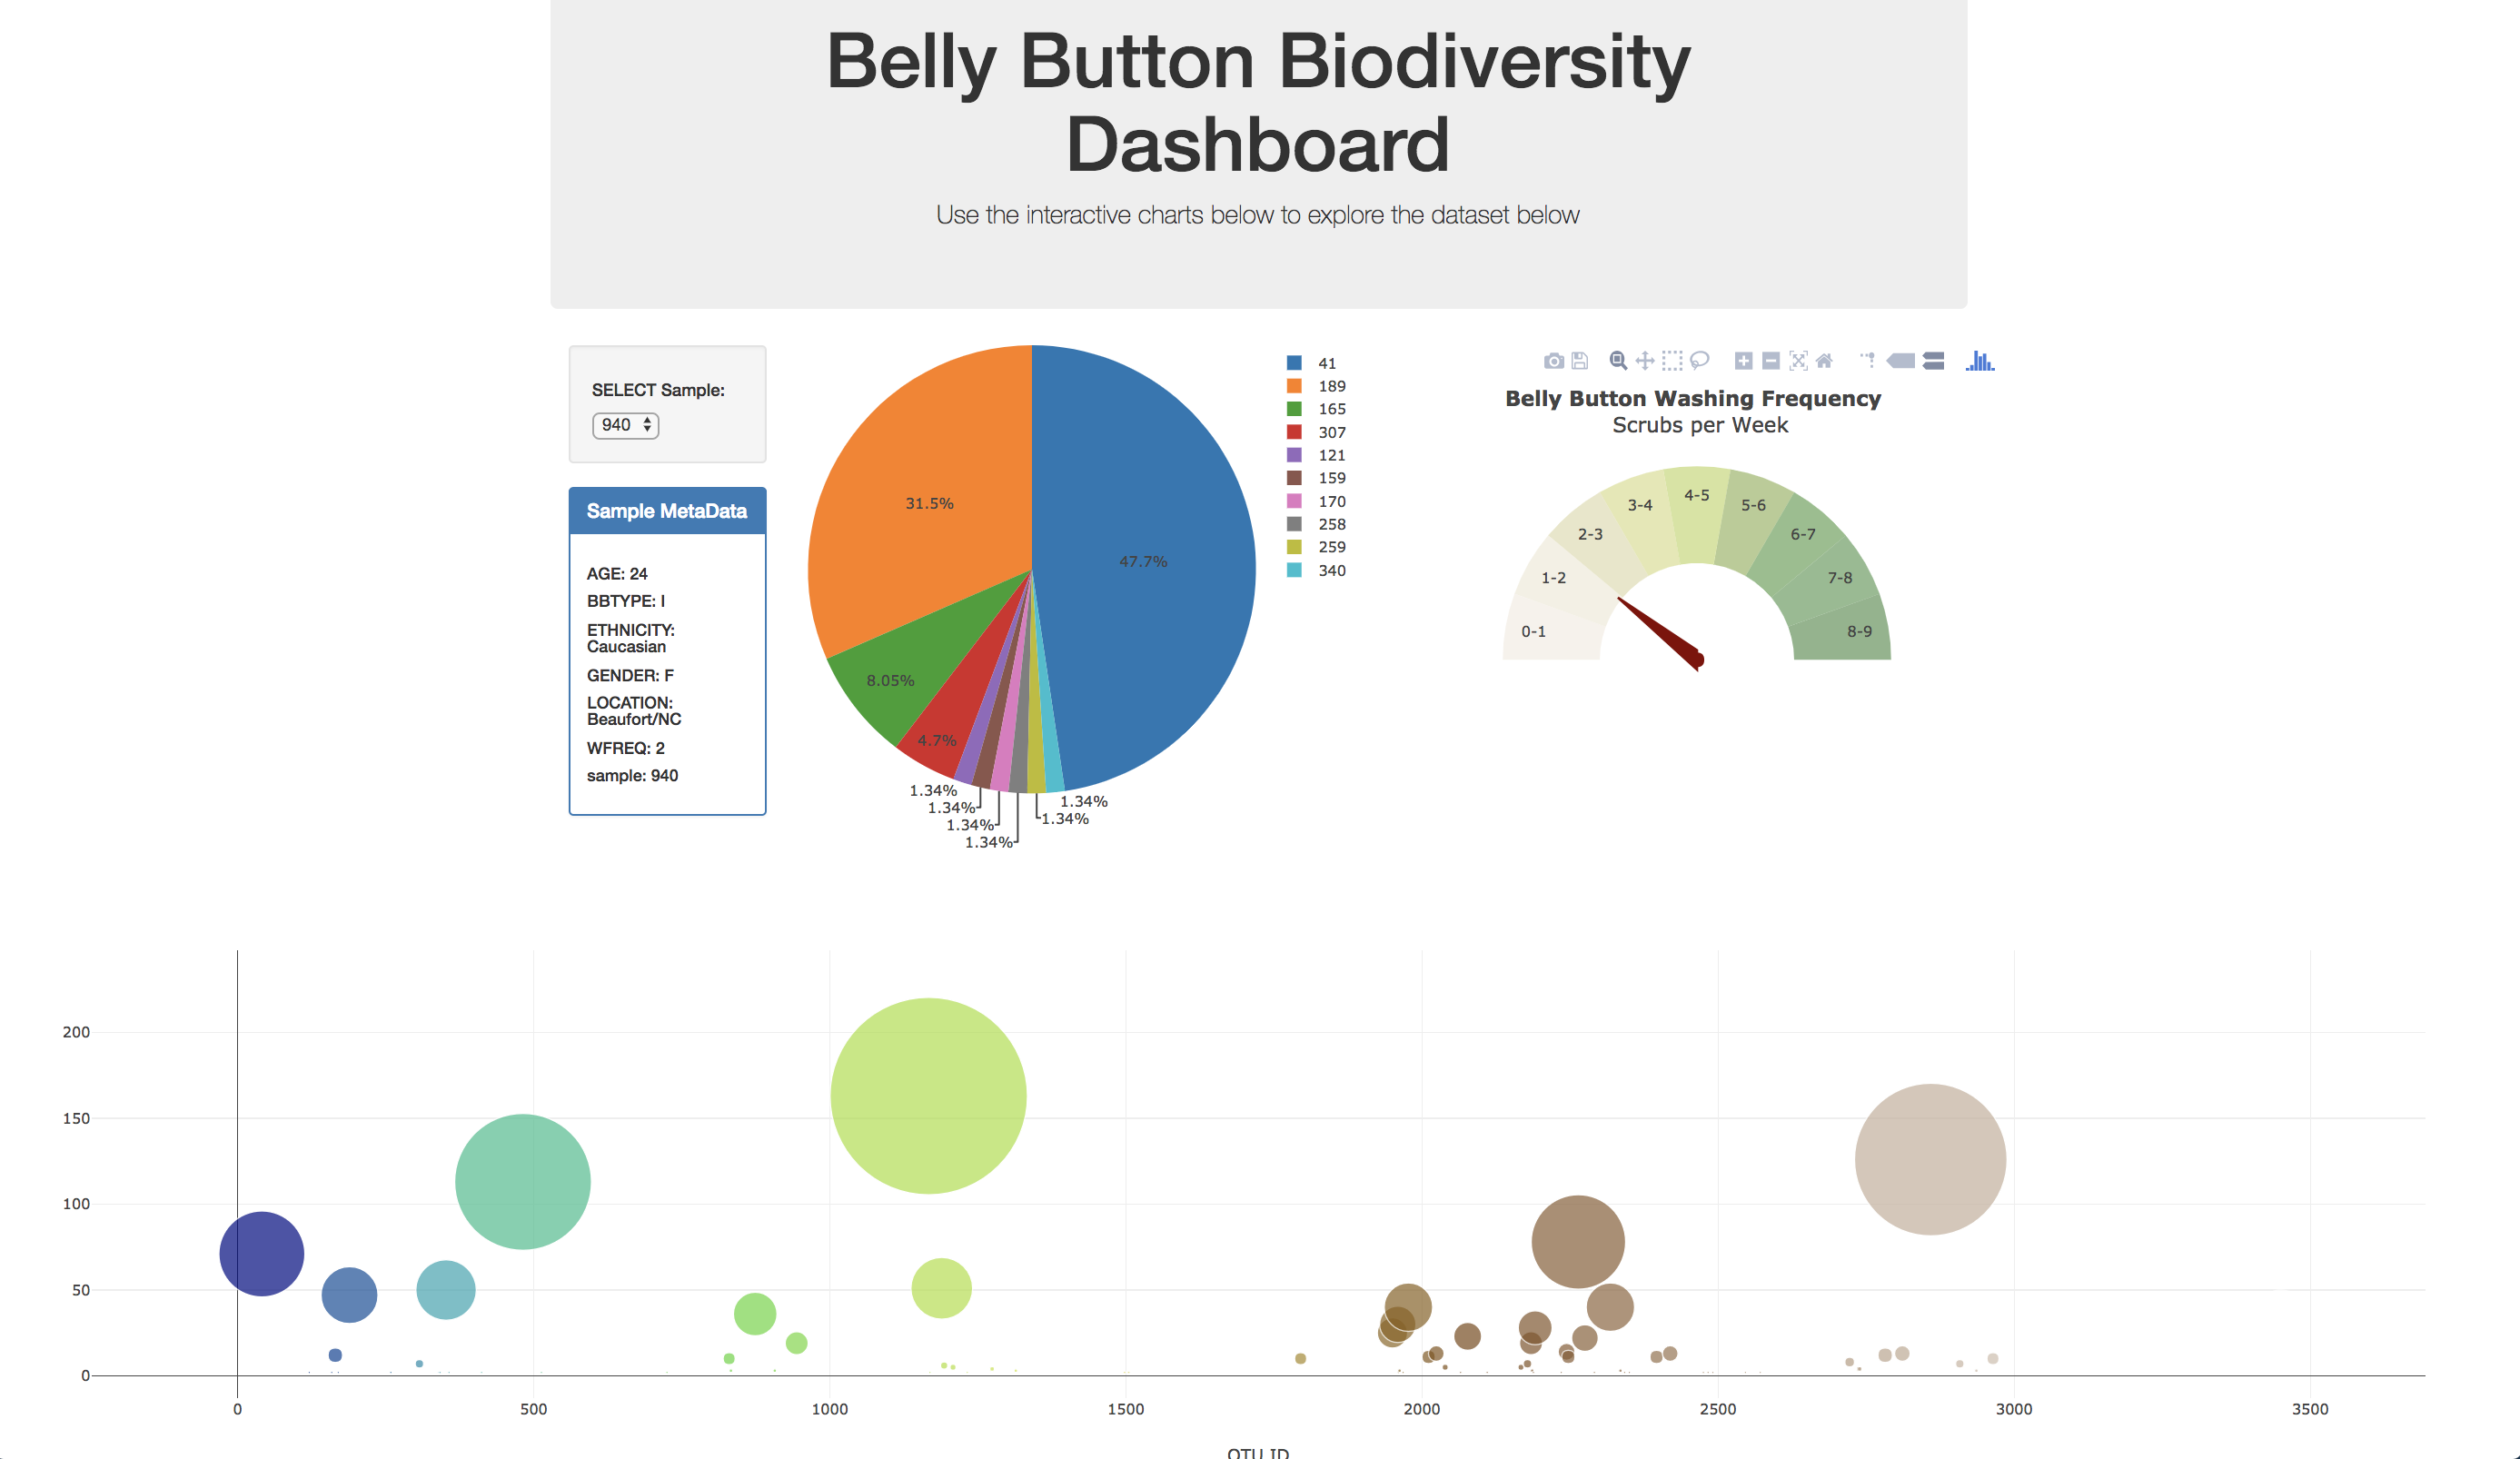 Belly Button Biodiversity
Dashboard
Use the interactive charts below to explore the dataset below
SELECT Sample:
940
Sample MetaData
AGE: 24
BBTYPE: I
ETHNICITY:
Caucasian
GENDER: F
LOCATION:
Beaufort/NC
WFREQ: 2
sample: 940
31.5%
47.7%
8.05%
4.7%
1.34%
1.34%
1.34%
1.34%
1.34%
1.34%
41
189
165
307
121
159
170
258
259
340
Belly Button Washing Frequency
Scrubs per Week
0-1
1-2
2-3
3-4
4-5
5-6
6-7
7-8
8-9
200
150
100
50
0
0
500
1000
1500
2000
2500
3000
3500
OTU ID